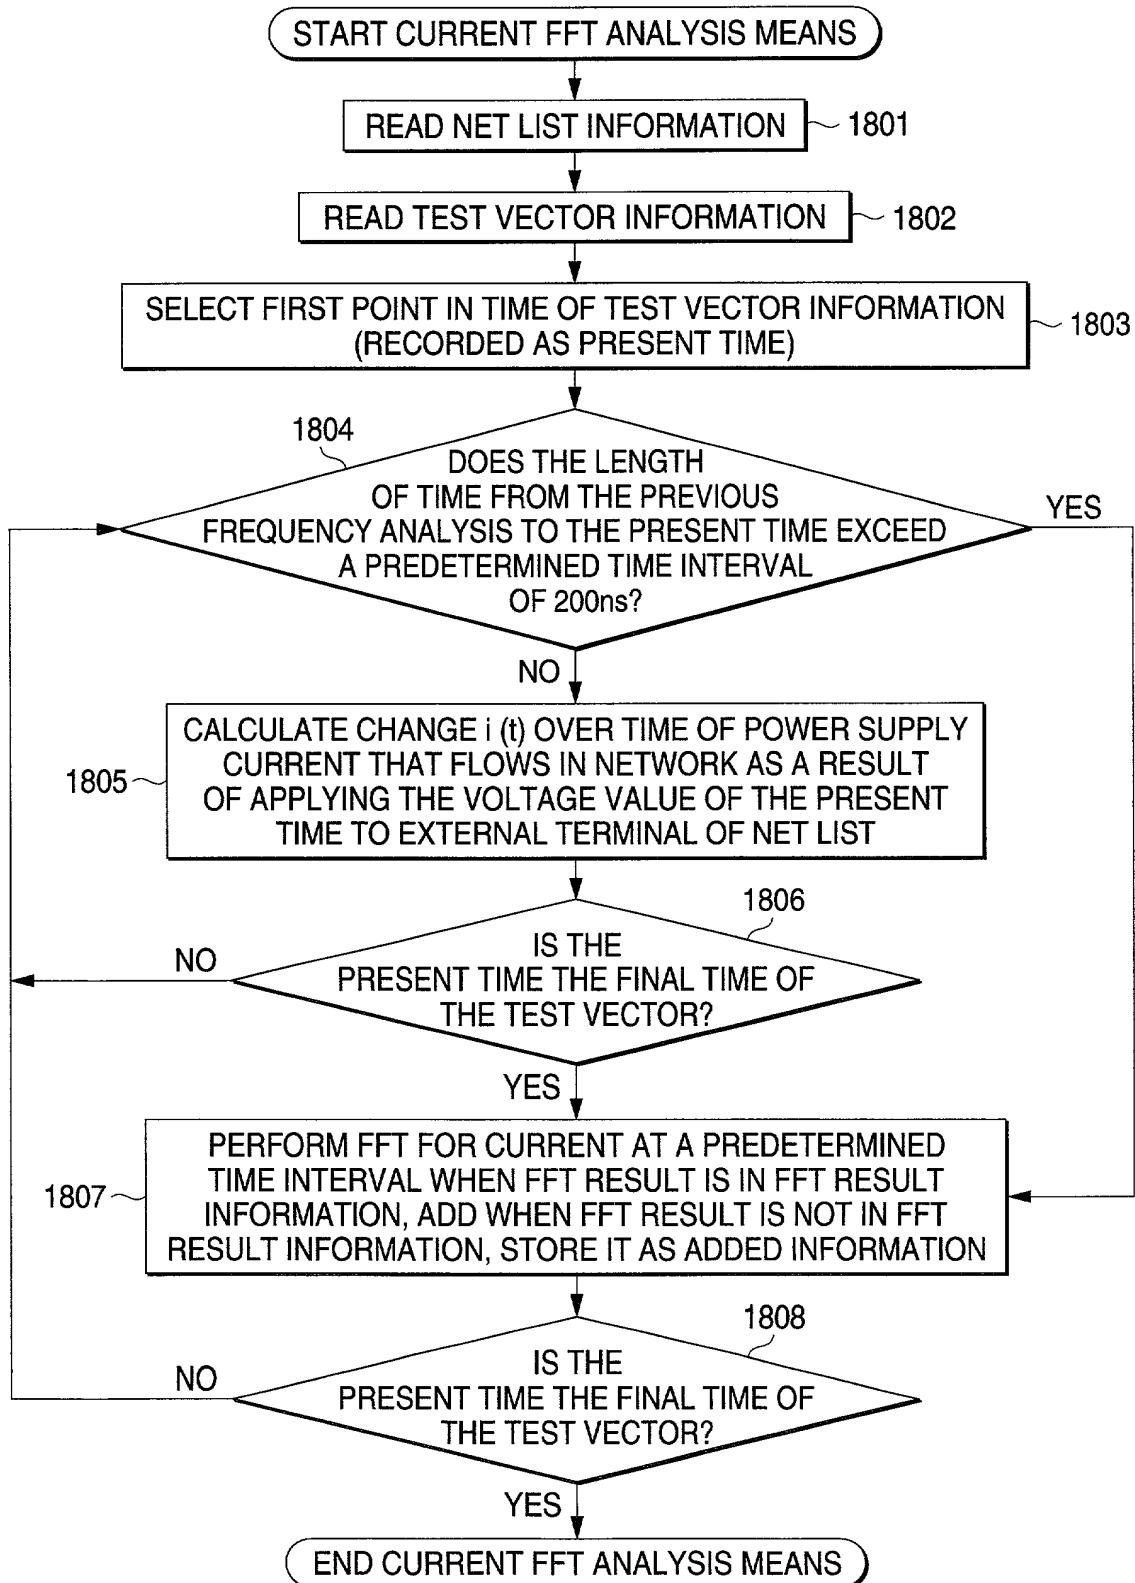 START CURRENT FFT ANALYSIS MEANS
READ NET LIST INFORMATION
1801
READ TEST VECTOR INFORMATION
1802
SELECT FIRST POINT IN TIME OF TEST VECTOR INFORMATION
(RECORDED AS PRESENT TIME)
1803
1804
DOES THE LENGTH
OF TIME FROM THE PREVIOUS
FREQUENCY ANALYSIS TO THE PRESENT TIME EXCEED
A PREDETERMINED TIME INTERVAL
OF 200ns?
YES
NO
CALCULATE CHANGE i (t) OVER TIME OF POWER SUPPLY
CURRENT THAT FLOWS IN NETWORK AS A RESULT
OF APPLYING THE VOLTAGE VALUE OF THE PRESENT
TIME TO EXTERNAL TERMINAL OF NET LIST
1805
1806
IS THE
PRESENT TIME THE FINAL TIME OF
THE TEST VECTOR?
NO
YES
PERFORM FFT FOR CURRENT AT A PREDETERMINED
TIME INTERVAL WHEN FFT RESULT IS IN FFT RESULT
INFORMATION, ADD WHEN FFT RESULT IS NOT IN FFT
RESULT INFORMATION, STORE IT AS ADDED INFORMATION
1807
1808
IS THE
PRESENT TIME THE FINAL TIME OF
THE TEST VECTOR?
NO
YES
END CURRENT FFT ANALYSIS MEANS